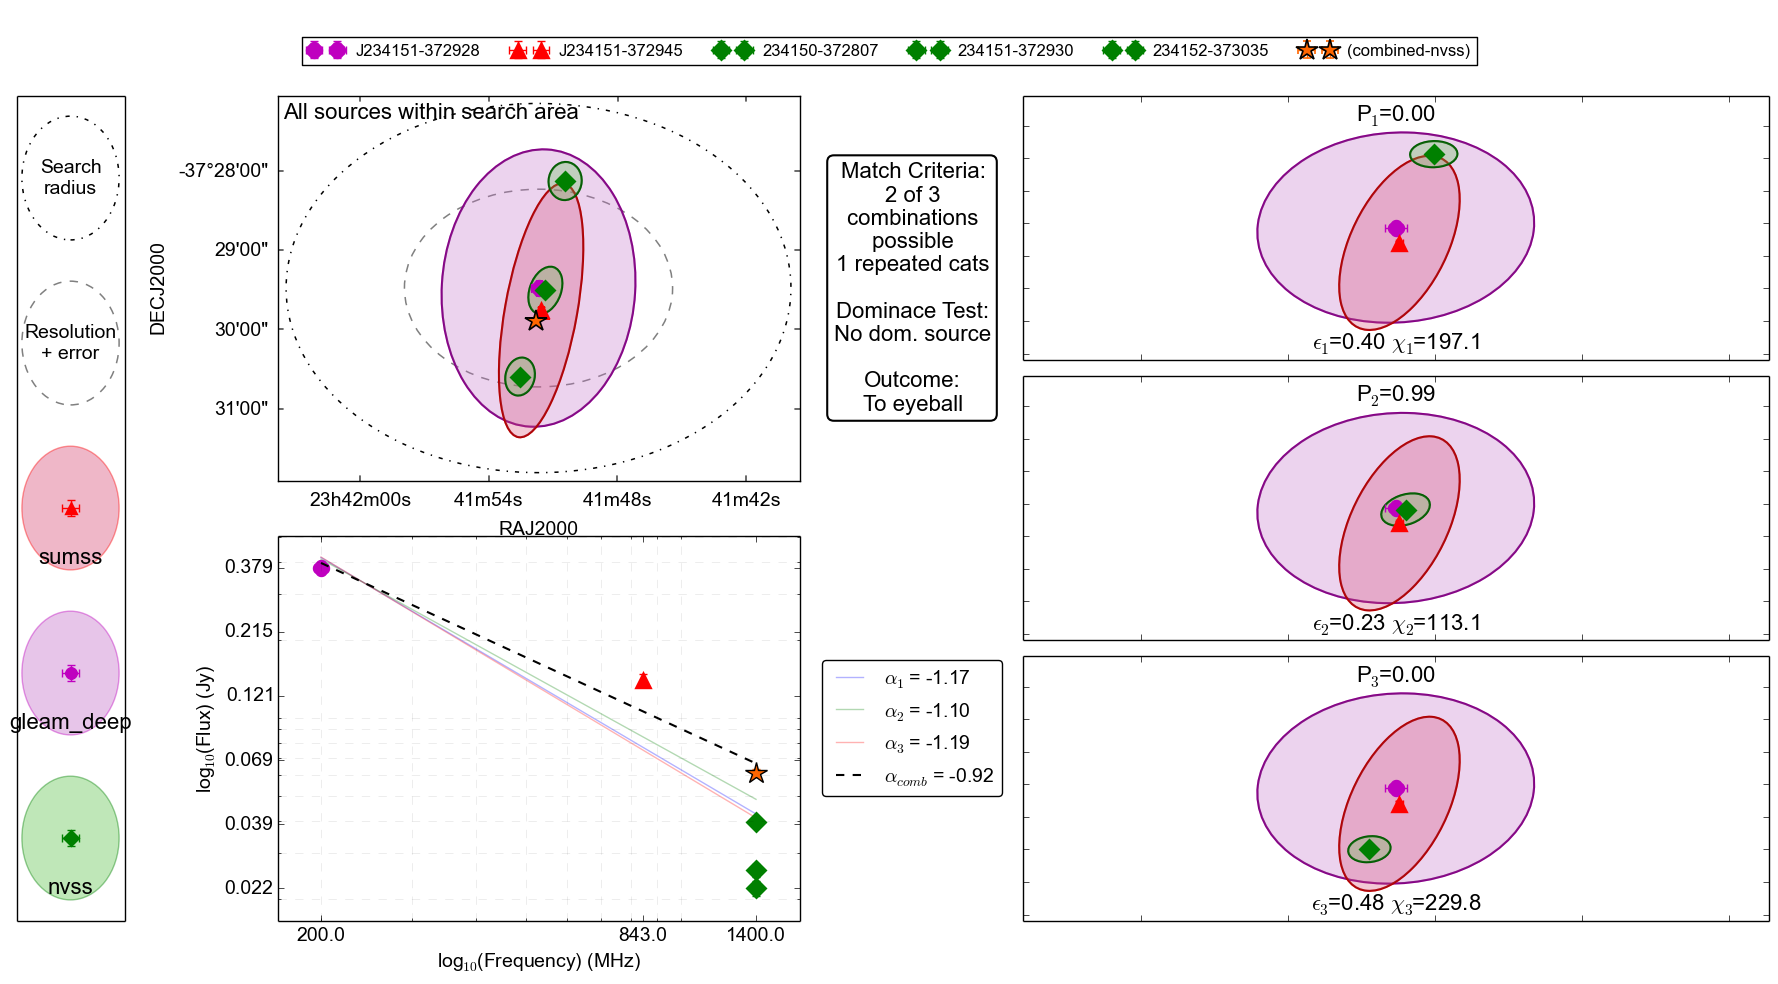 J234151-372928 J234151-372945 234150-372807 234151-372930 234152-373035 (combined-nvss)
Search
radius
Resolution
+ error
sumss
gleam_deep
nvss
All sources within search area
DECJ2000
-37°28'00"
29'00"
30'00"
31'00"
23h42m00s 41m54s 41m48s 41m42s
RAJ2000
Match Criteria:
2 of 3
combinations
possible
1 repeated cats
Dominace Test:
No dom. source
Outcome:
To eyeball
log₁₀(Flux) (Jy)
0.379
0.215
0.121
0.069
0.039
0.022
200.0 843.0 1400.0
log₁₀(Frequency) (MHz)
α₁ = -1.17
α₂ = -1.10
α₃ = -1.19
α_comb = -0.92
P₁=0.00
ϵ₁=0.40 χ₁=197.1
P₂=0.99
ϵ₂=0.23 χ₂=113.1
P₃=0.00
ϵ₃=0.48 χ₃=229.8